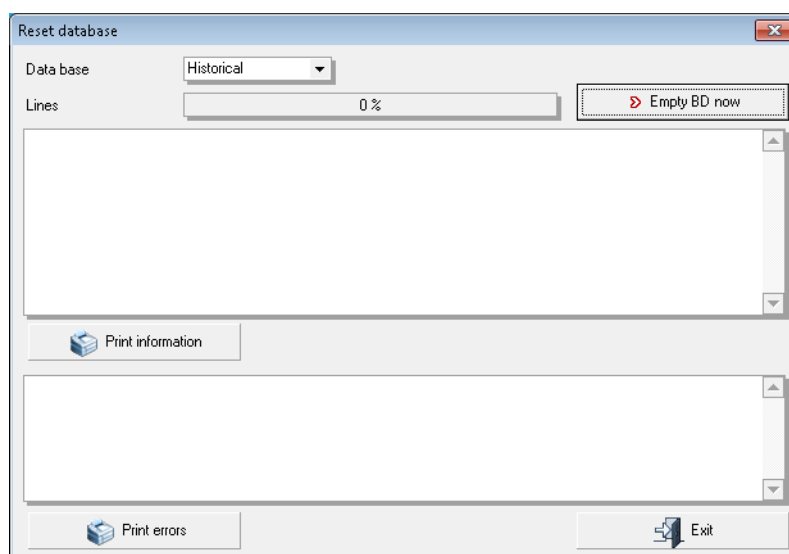 Reset database
Data base Historical
Lines 0 % Empty BD now
Print information
Print errors Exit